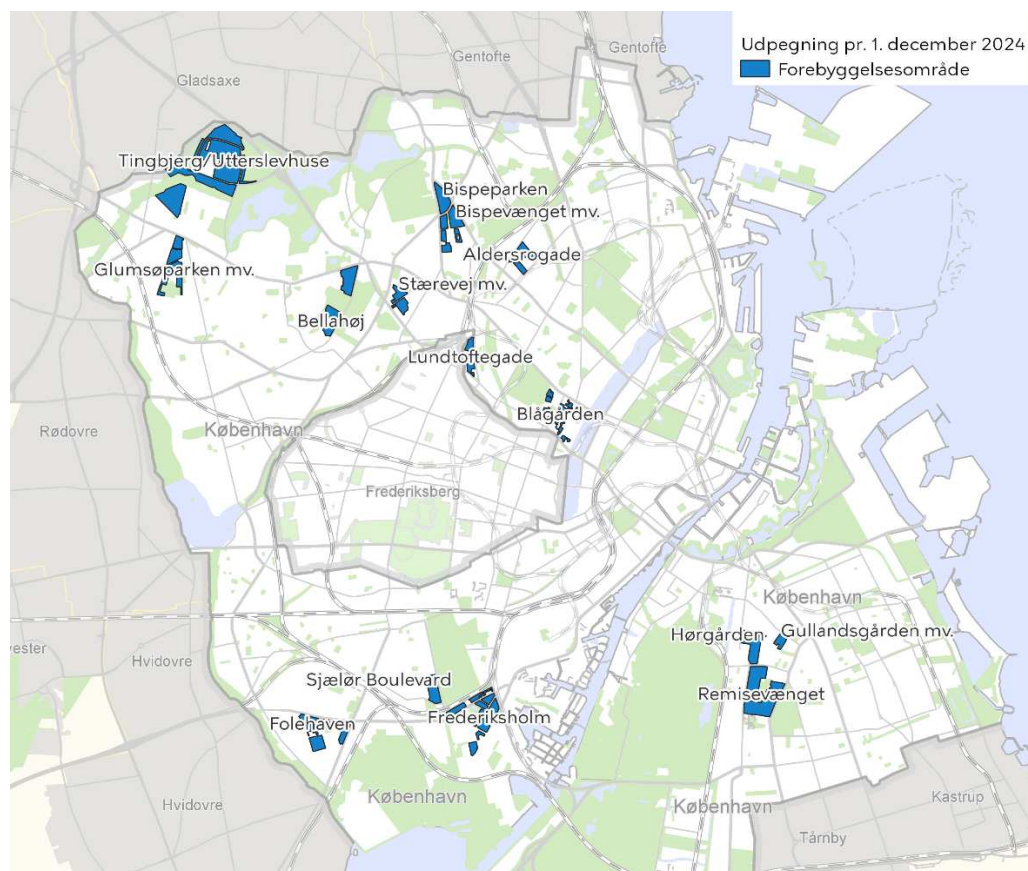 Udpegning pr. 1. december 2024
Forebyggelsesområde
Gentofte
Gentofte
Gladsaxe
Tingbjerg/Utterslevhuse
Bispeparken
Bispevænget mv.
Aldersrogade
Glumsøparken mv.
Stærevej mv.
Bellahøj
Lundtoftegade
Blågården
Rødovre
København
Frederiksberg
København
Hørgården
Gullandsgården mv.
vester
Hvidovre
Sjælør Boulevard
Remisevænget
Folehaven
Frederiksholm
København
København
Hvidovre
Kastrup
Tårnby